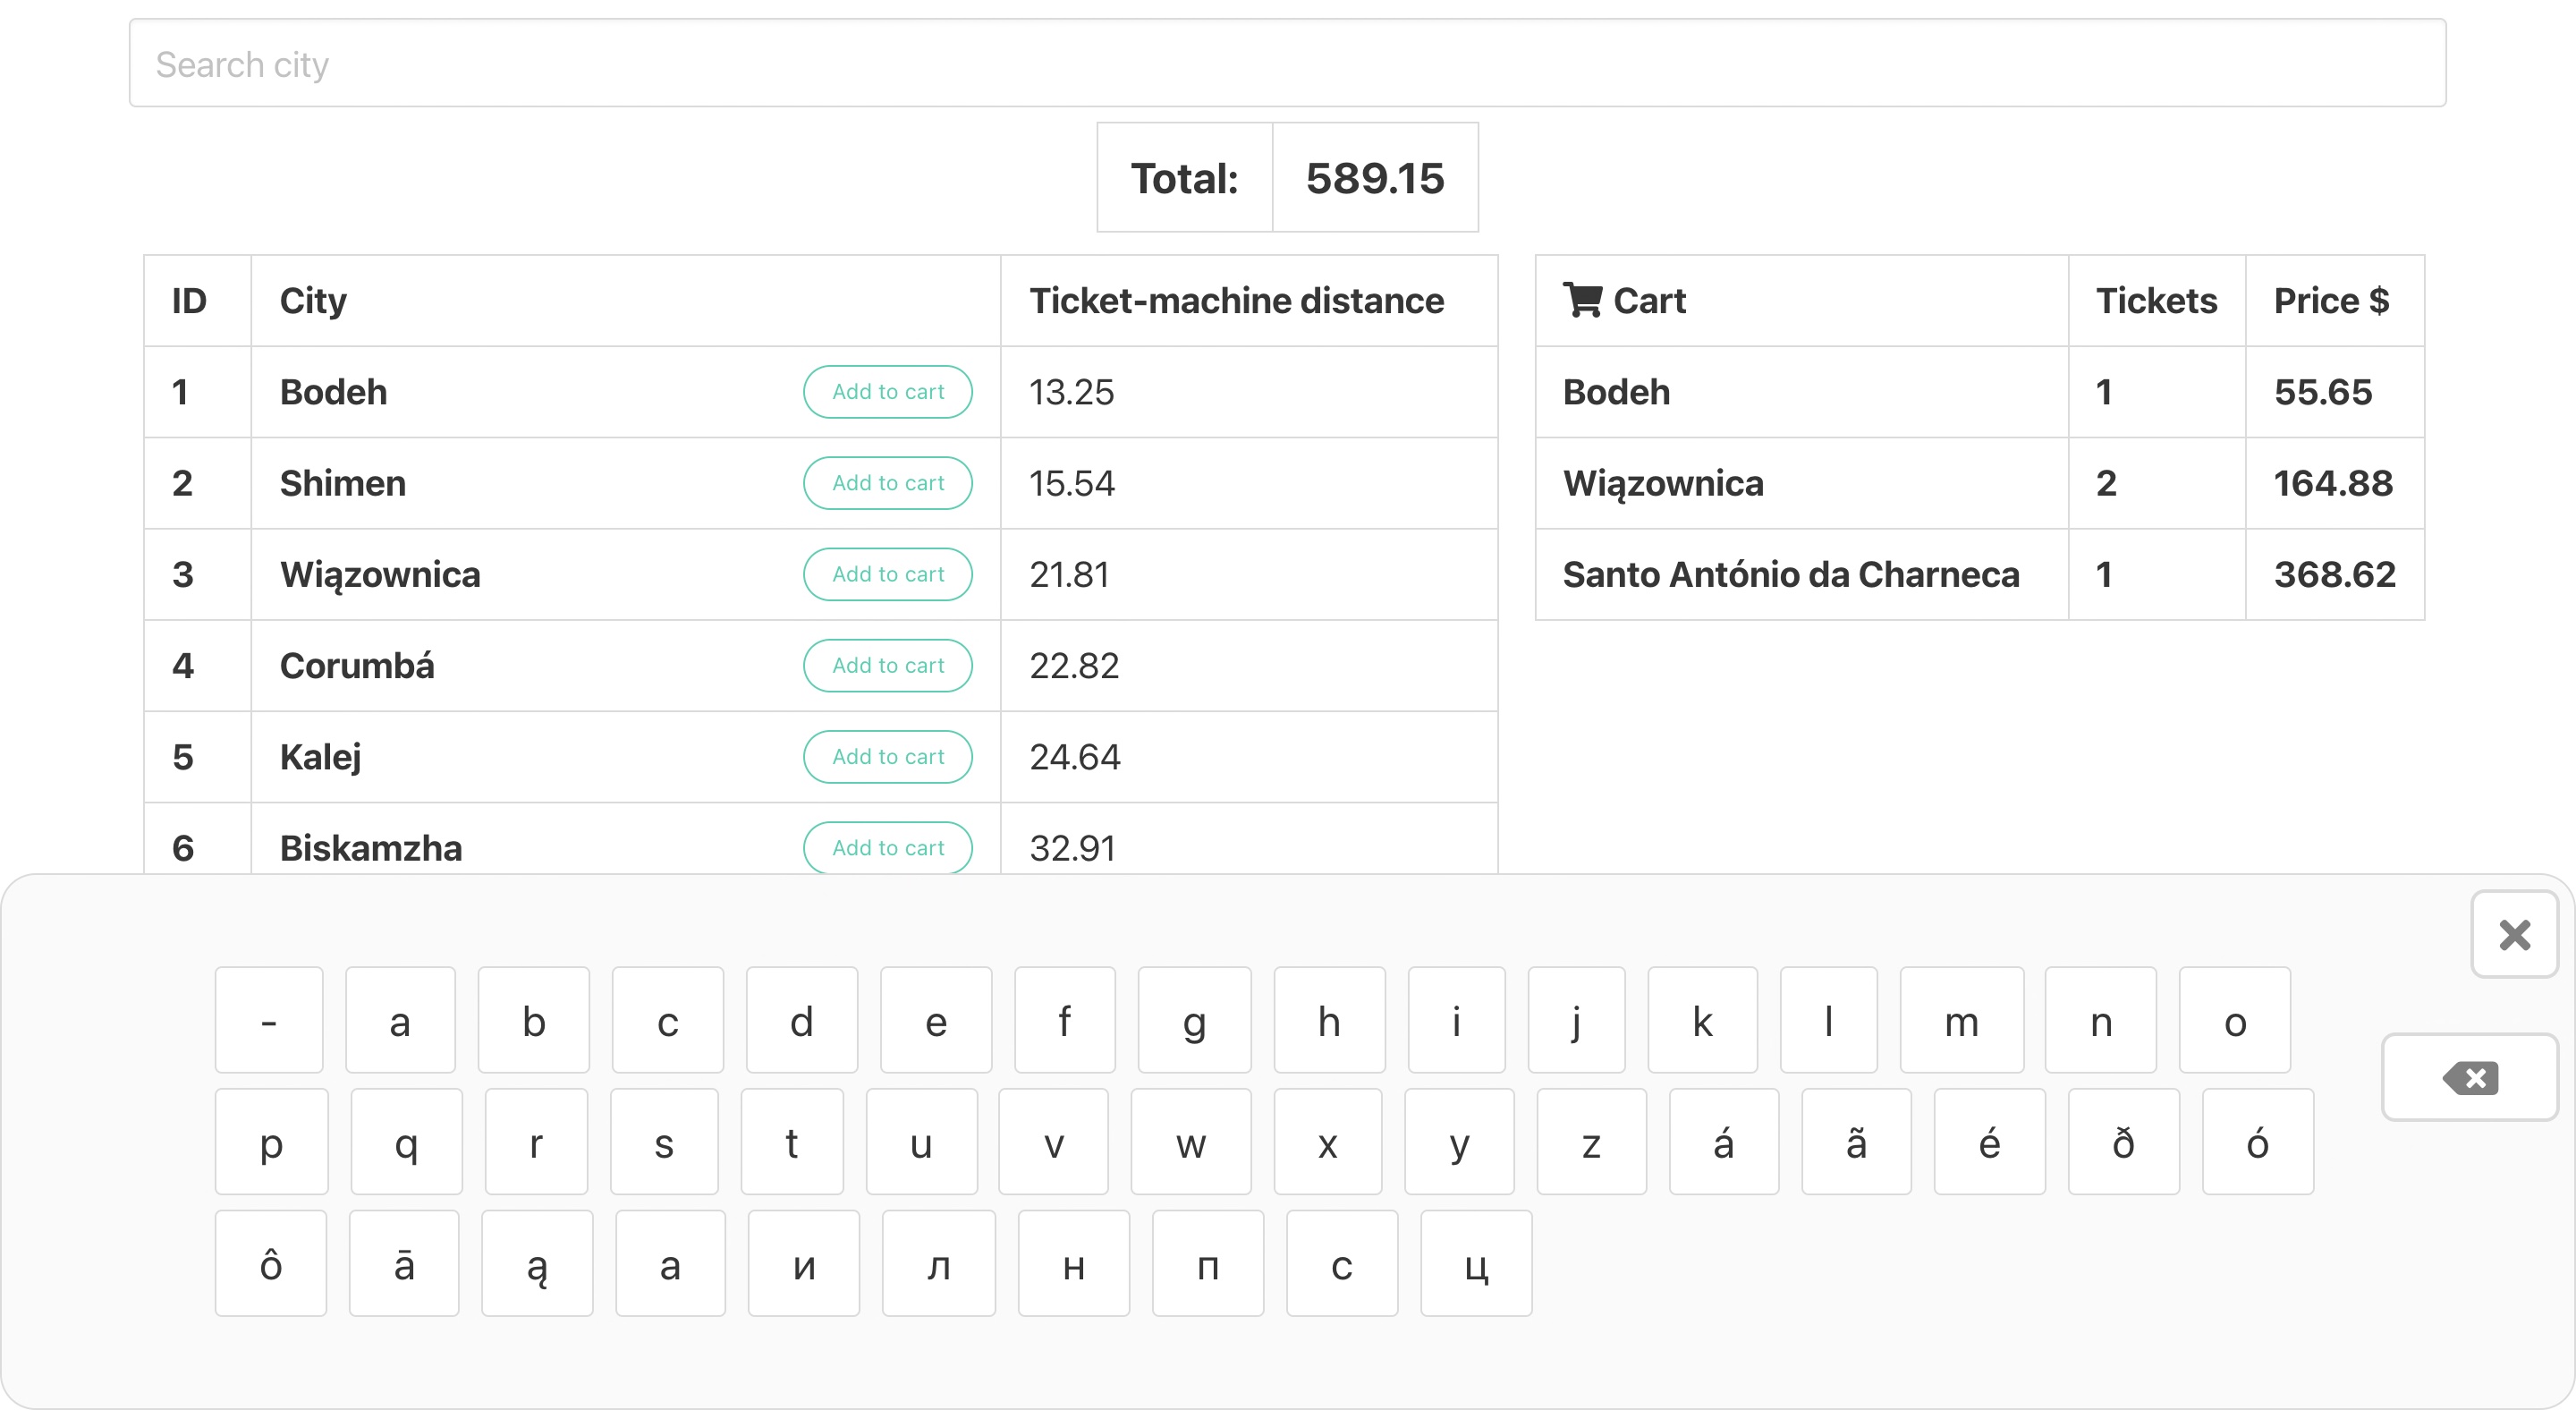 Search city
Total: 589.15
ID City Ticket-machine distance
1 Bodeh Add to cart 13.25
2 Shimen Add to cart 15.54
3 Wiązownica Add to cart 21.81
4 Corumbá Add to cart 22.82
5 Kalej Add to cart 24.64
6 Biskamzha Add to cart 32.91
Cart Tickets Price $
Bodeh 1 55.65
Wiązownica 2 164.88
Santo António da Charneca 1 368.62
- a b c d e f g h i j k l m n o
p q r s t u v w x y z á ã é ð ó
ô ā ą а и л н п с ц